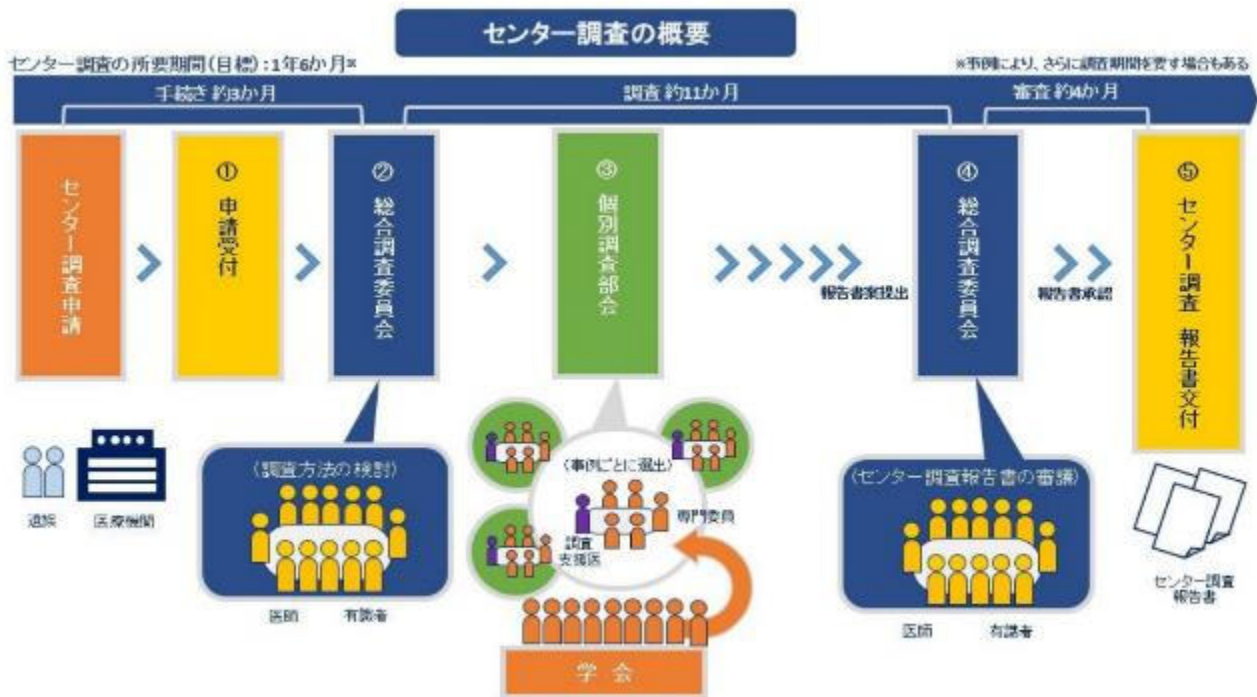 センター調査の概要
センター調査の所要期間(目標):1年6か月※
※事例により、さらに調査期間を要す場合もある
手続き 約3か月
調査 約11か月
審査 約4か月
センター調査申請
① 申請受付
② 総合調査委員会
③ 個別調査部会
報告書案提出
④ 総合調査委員会
報告書承認
⑤ センター調査 報告書交付
遺族
医療機関
(調査方法の検討)
医師
有識者
(事例ごとに選出)
専門委員
調査
支援医
学 会
(センター調査報告書の審議)
医師
有識者
センター調査
報告書